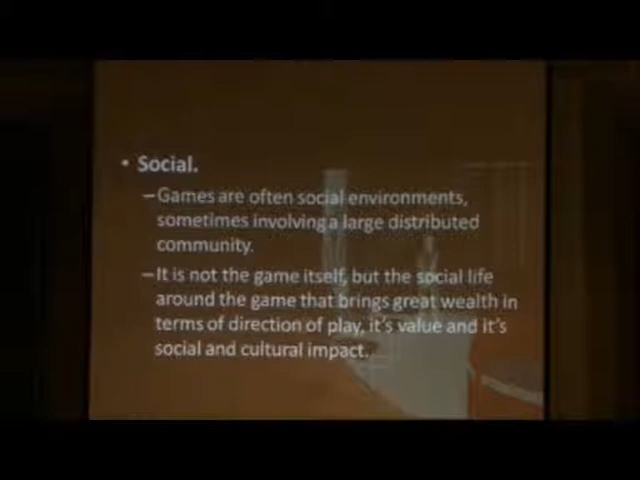 • Social.
–Games are often social environments,
sometimes involving a large distributed
community.
–It is not the game itself, but the social life
around the game that brings great wealth in
terms of direction of play, it's value and it's
social and cultural impact.